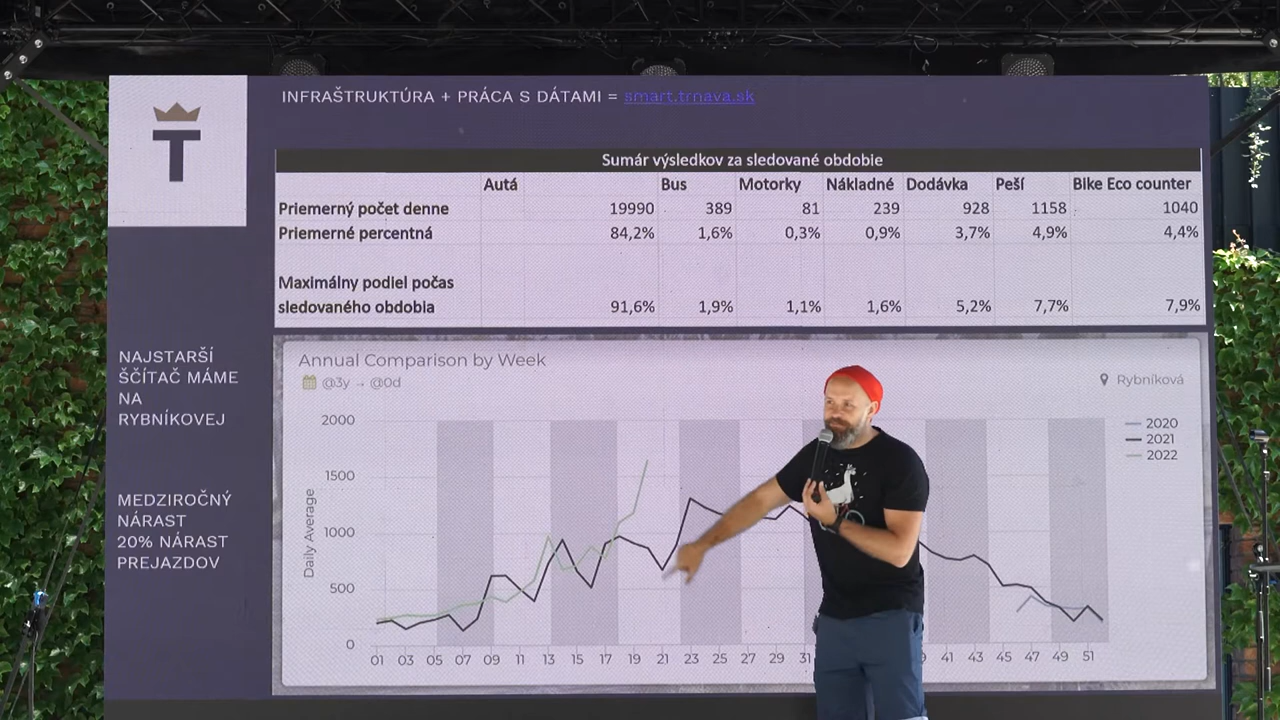 INFRAŠTRUKTÚRA + PRÁCA S DÁTAMI = smart.trnava.sk
T
Sumár výsledkov za sledované obdobie
Autá Bus Motorky Nákladné Dodávka Peší Bike Eco counter
Priemerný počet denne 19990 389 81 239 928 1158 1040
Priemerné percentná 84,2% 1,6% 0,3% 0,9% 3,7% 4,9% 4,4%
Maximálny podiel počas
sledovaného obdobia 91,6% 1,9% 1,1% 1,6% 5,2% 7,7% 7,9%
NAJSTARŠÍ
ŠČÍTAČ MÁME
NA
RYBNÍKOVEJ
MEDZIROČNÝ
NÁRAST
20% NÁRAST
PREJAZDOV
Annual Comparison by Week
@3y → @0d
Rybníková
2020
2021
2022
Daily Average
2000
1500
1000
500
0
01 03 05 07 09 11 13 15 17 19 21 23 25 27 29 31 41 43 45 47 49 51